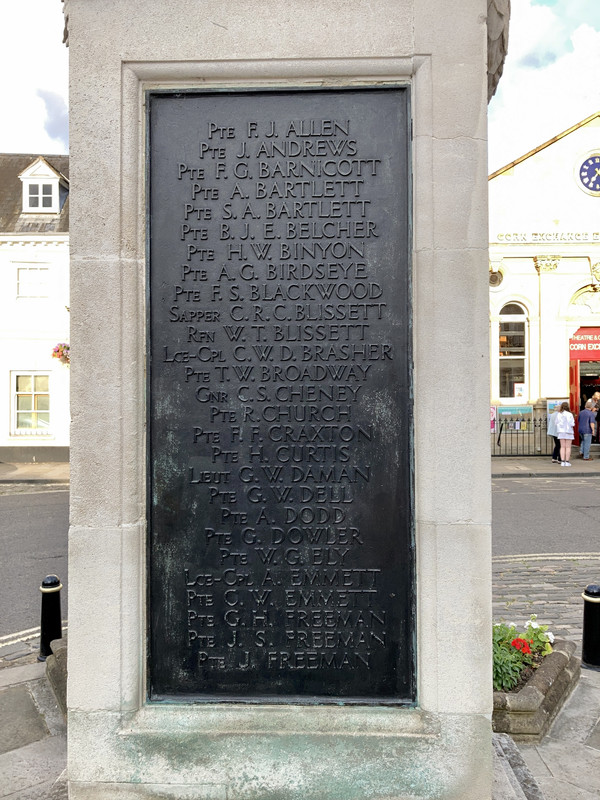 Pte F. J. ALLEN
Pte J. ANDREWS
Pte F. G. BARNICOTT
Pte A. BARTLETT
Pte S. A. BARTLETT
Pte B. J. E. BELCHER
Pte H. W. BINYON
Pte A. G. BIRDSEYE
Pte F. S. BLACKWOOD
Sapper C. R. C. BLISSETT
Rfn W. T. BLISSETT
Lce-Cpl C. W. D. BRASHER
Pte T. W. BROADWAY
Gnr C. S. CHENEY
Pte R. CHURCH
Pte F. F. CRAXTON
Pte H. CURTIS
Lieut G. W. DAMAN
Pte G. W. DELL
Pte A. DODD
Pte G. DOWLER
Pte W. G. ELY
Lce-Cpl A. EMMETT
Pte C. W. EMMETT
Pte G. H. FREEMAN
Pte J. S. FREEMAN
Pte J. FREEMAN
CORN EXCHANGE
THEATRE &
CORN EXC